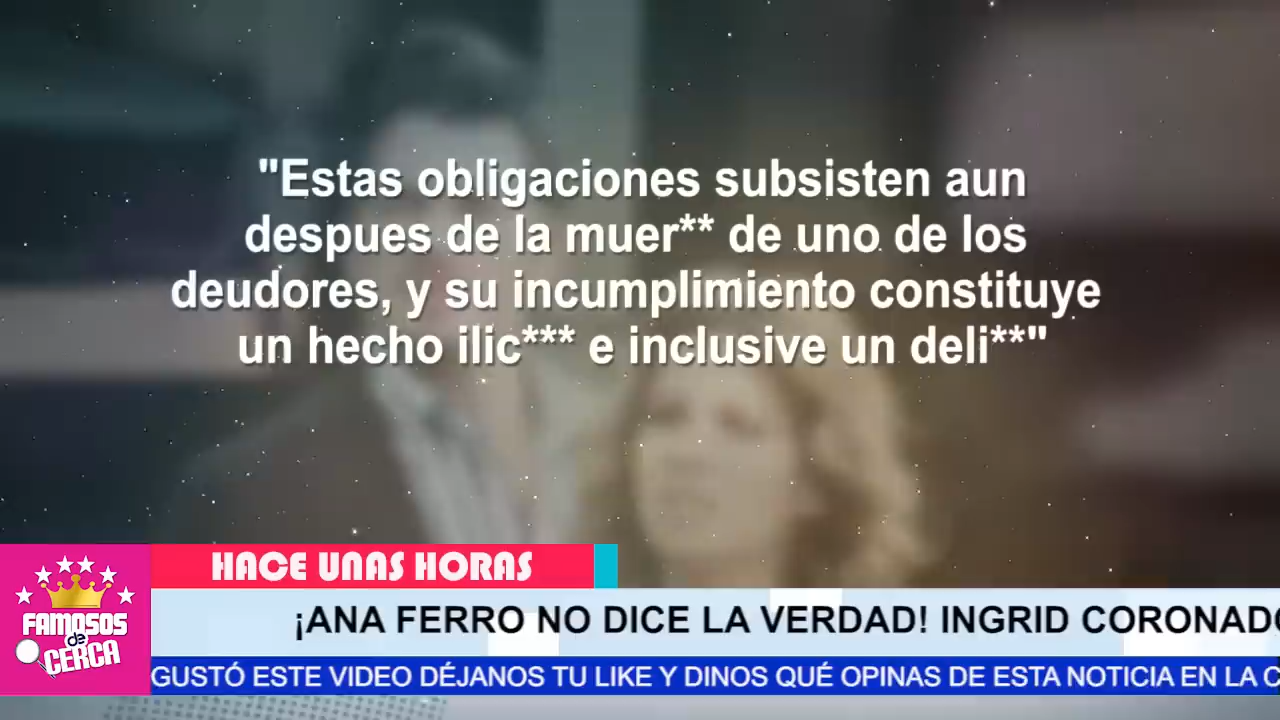 "Estas obligaciones subsisten aun
despues de la muer** de uno de los
deudores, y su incumplimiento constituye
un hecho ilic*** e inclusive un deli**"
HACE UNAS HORAS
FAMOSOS
de
CERCA
¡ANA FERRO NO DICE LA VERDAD! INGRID CORONADO
GUSTÓ ESTE VIDEO DÉJANOS TU LIKE Y DINOS QUÉ OPINAS DE ESTA NOTICIA EN LA C